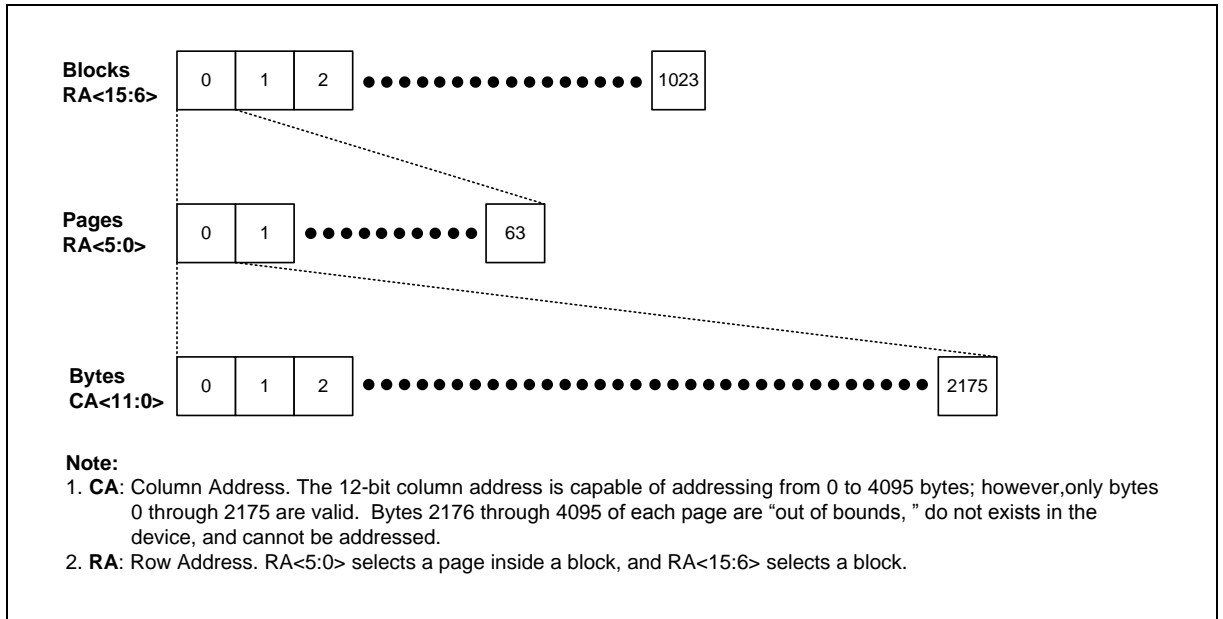 Blocks
RA<15:6>
0 1 2 1023
Pages
RA<5:0>
0 1 63
Bytes
CA<11:0>
0 1 2 2175
Note:
1. CA: Column Address. The 12-bit column address is capable of addressing from 0 to 4095 bytes; however,only bytes
0 through 2175 are valid. Bytes 2176 through 4095 of each page are “out of bounds, ” do not exists in the
device, and cannot be addressed.
2. RA: Row Address. RA<5:0> selects a page inside a block, and RA<15:6> selects a block.